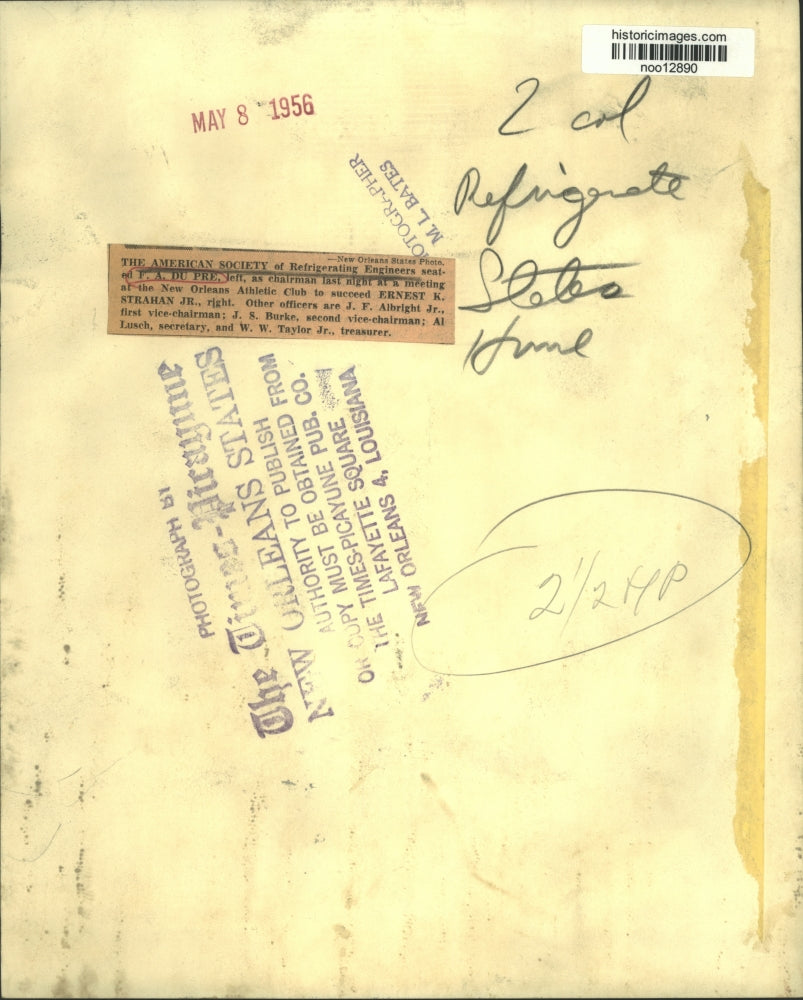 historicimages.com
noo12890
MAY 8 1956
2 col
Refrigerate
States
Home
PHOTOGRAPHER
M. L. BATES
—New Orleans States Photo.
THE AMERICAN SOCIETY of Refrigerating Engineers seat-
ed F. A. DU PRE, left, as chairman last night at a meeting
at the New Orleans Athletic Club to succeed ERNEST K.
STRAHAN JR., right. Other officers are J. F. Albright Jr.,
first vice-chairman; J. S. Burke, second vice-chairman; Al
Lusch, secretary, and W. W. Taylor Jr., treasurer.
PHOTOGRAPH BY
The Times-Picayune
NEW ORLEANS STATES
AUTHORITY TO PUBLISH
OR COPY MUST BE OBTAINED FROM
THE TIMES-PICAYUNE PUB. CO.
LAFAYETTE SQUARE
NEW ORLEANS 4, LOUISIANA
2 1/2 HP